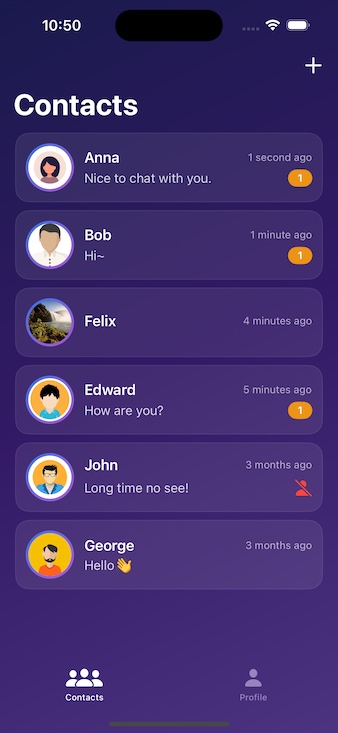 10:50
Contacts
Anna
1 second ago
Nice to chat with you.
1
Bob
1 minute ago
Hi~
1
Felix
4 minutes ago
Edward
5 minutes ago
How are you?
1
John
3 months ago
Long time no see!
George
3 months ago
Hello👋
Contacts
Profile